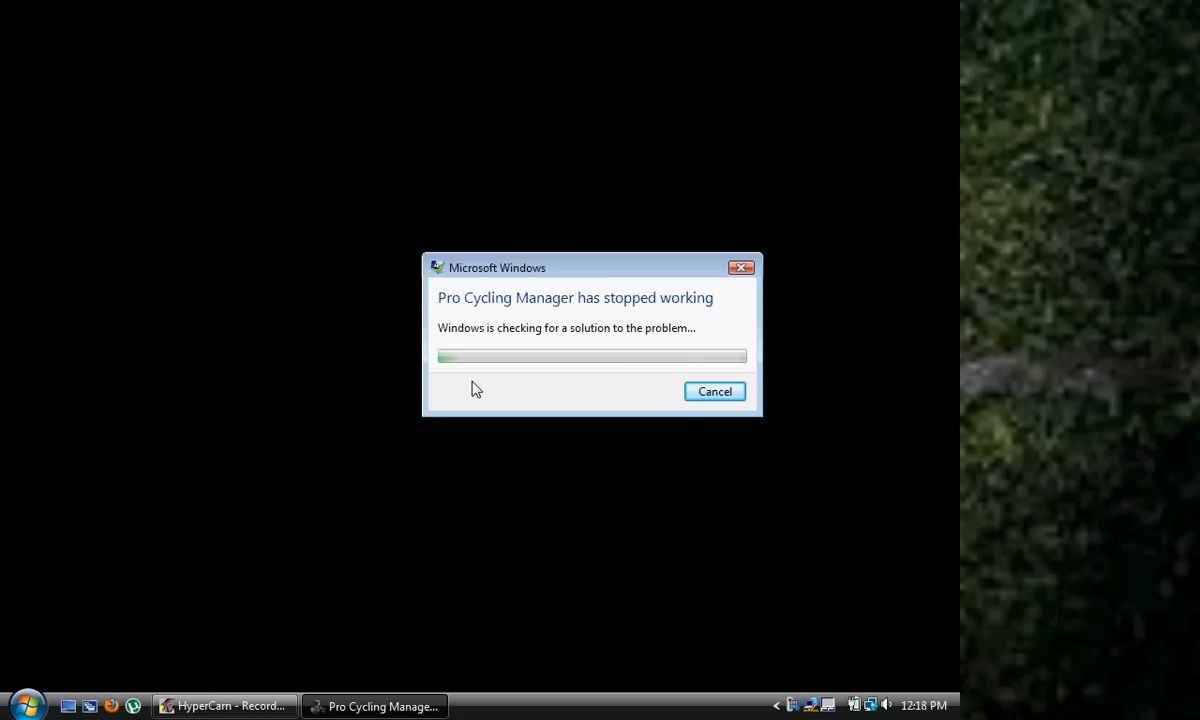 Microsoft Windows
Pro Cycling Manager has stopped working
Windows is checking for a solution to the problem...
Cancel
HyperCam - Record...
Pro Cycling Manage...
12:18 PM